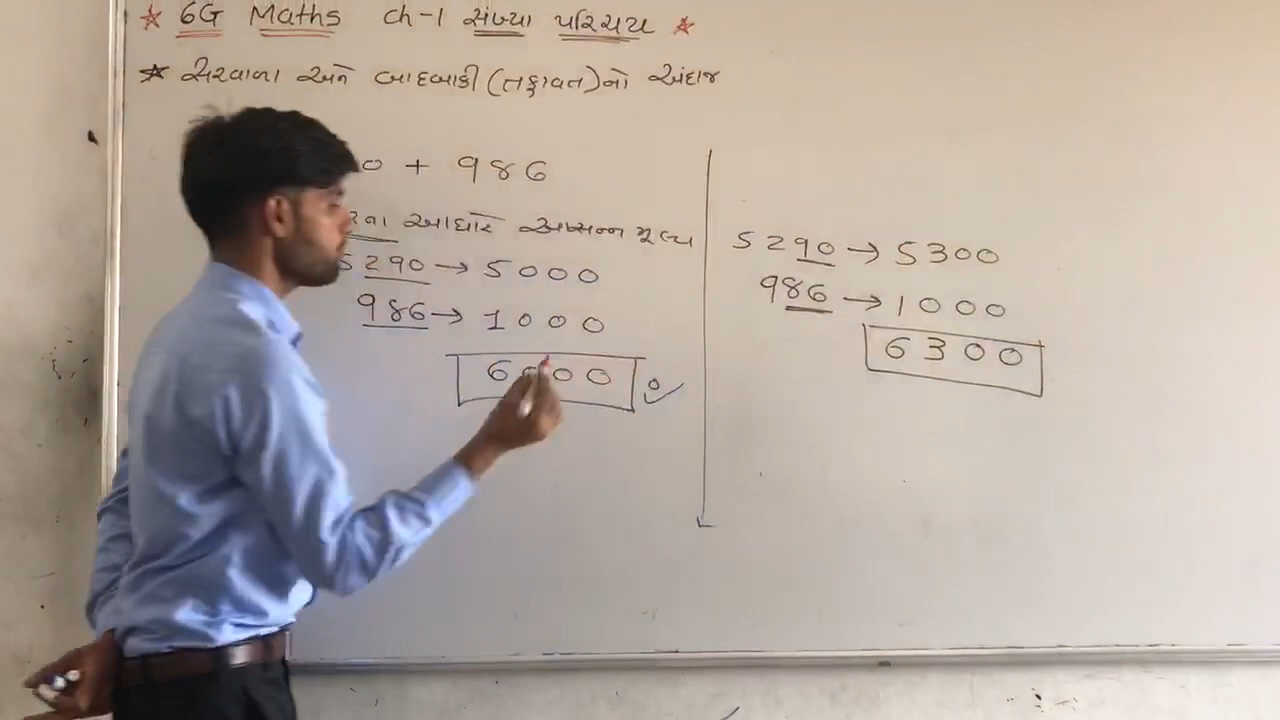 ☆ 6G Maths ch-1 સંખ્યા પરિચય ☆
☆ સરવાળા અને બાદબાકી (તફાવત)નો અંદાજ
0 + 986
આધારે આસન્ન મૂલ્ય
5290 → 5000
986 → 1000
6000
5290 → 5300
986 → 1000
6300